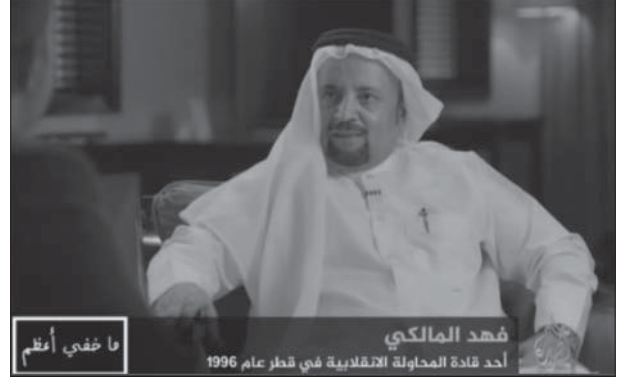 فهد المالكي
أحد قادة المحاولة الانقلابية في قطر عام 1996
ما خفي أعظم